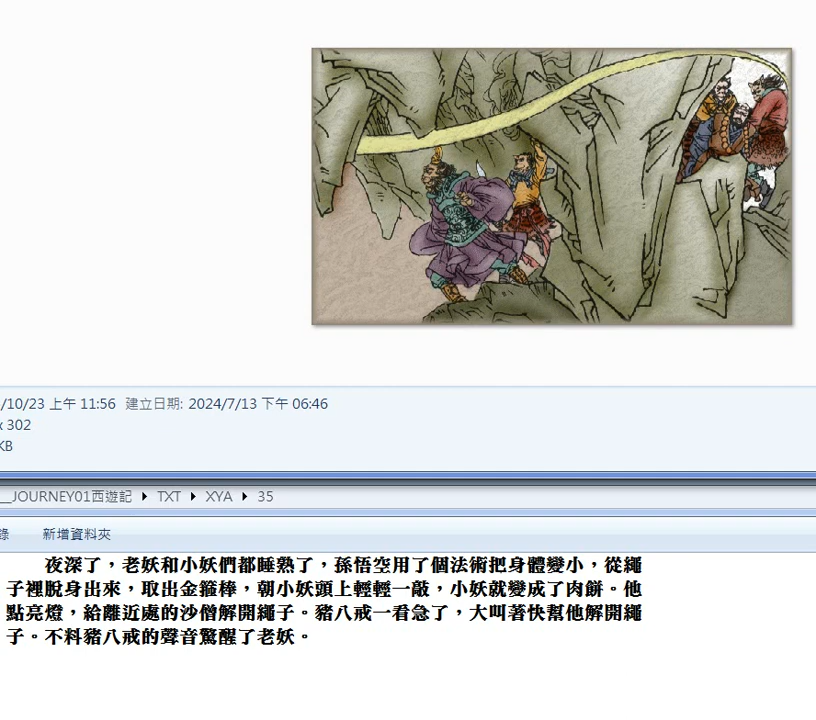 /10/23 上午 11:56 建立日期: 2024/7/13 下午 06:46
x 302
KB
__JOURNEY01西遊記 ▶ TXT ▶ XYA ▶ 35
錄 新增資料夾
夜深了，老妖和小妖們都睡熟了，孫悟空用了個法術把身體變小，從繩
子裡脫身出來，取出金箍棒，朝小妖頭上輕輕一敲，小妖就變成了肉餅。他
點亮燈，給離近處的沙僧解開繩子。豬八戒一看急了，大叫著快幫他解開繩
子。不料豬八戒的聲音驚醒了老妖。